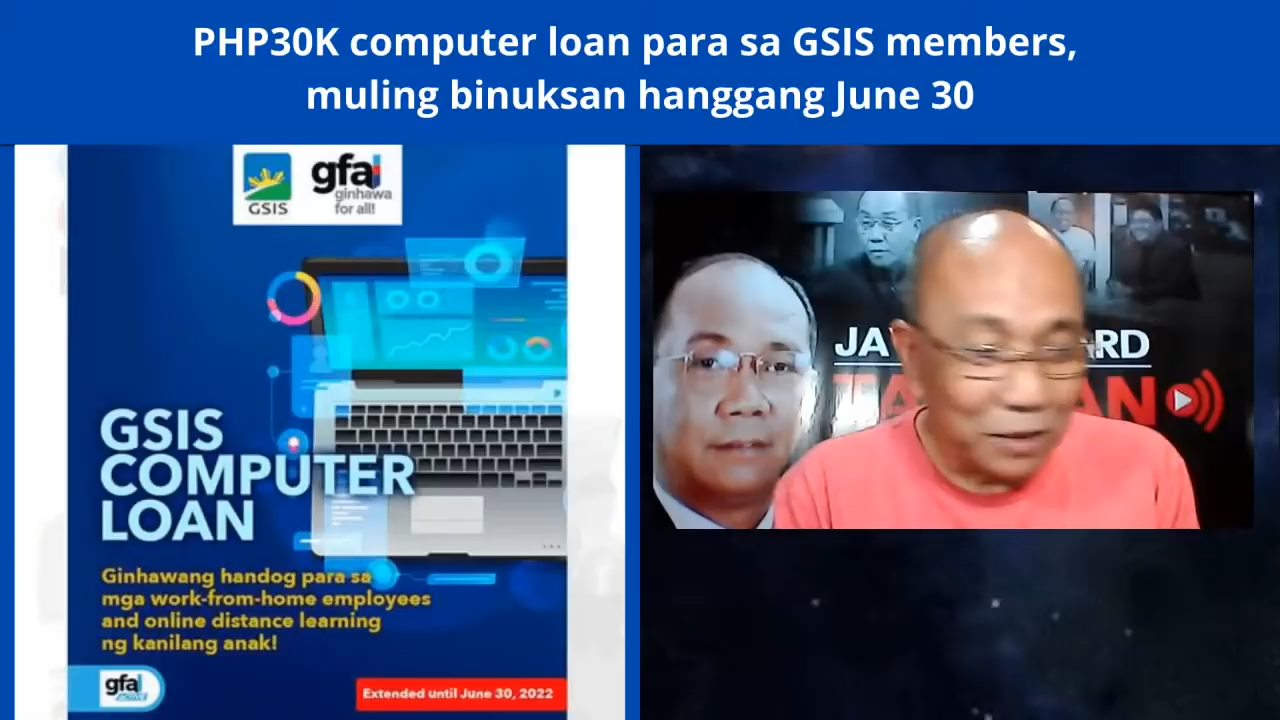 PHP30K computer loan para sa GSIS members,
muling binuksan hanggang June 30
GSIS
gfa!
ginhawa
for all!
GSIS
COMPUTER
LOAN
Ginhawang handog para sa
mga work-from-home employees
and online distance learning
ng kanilang anak!
gfa!
ACTIVE
Extended until June 30, 2022